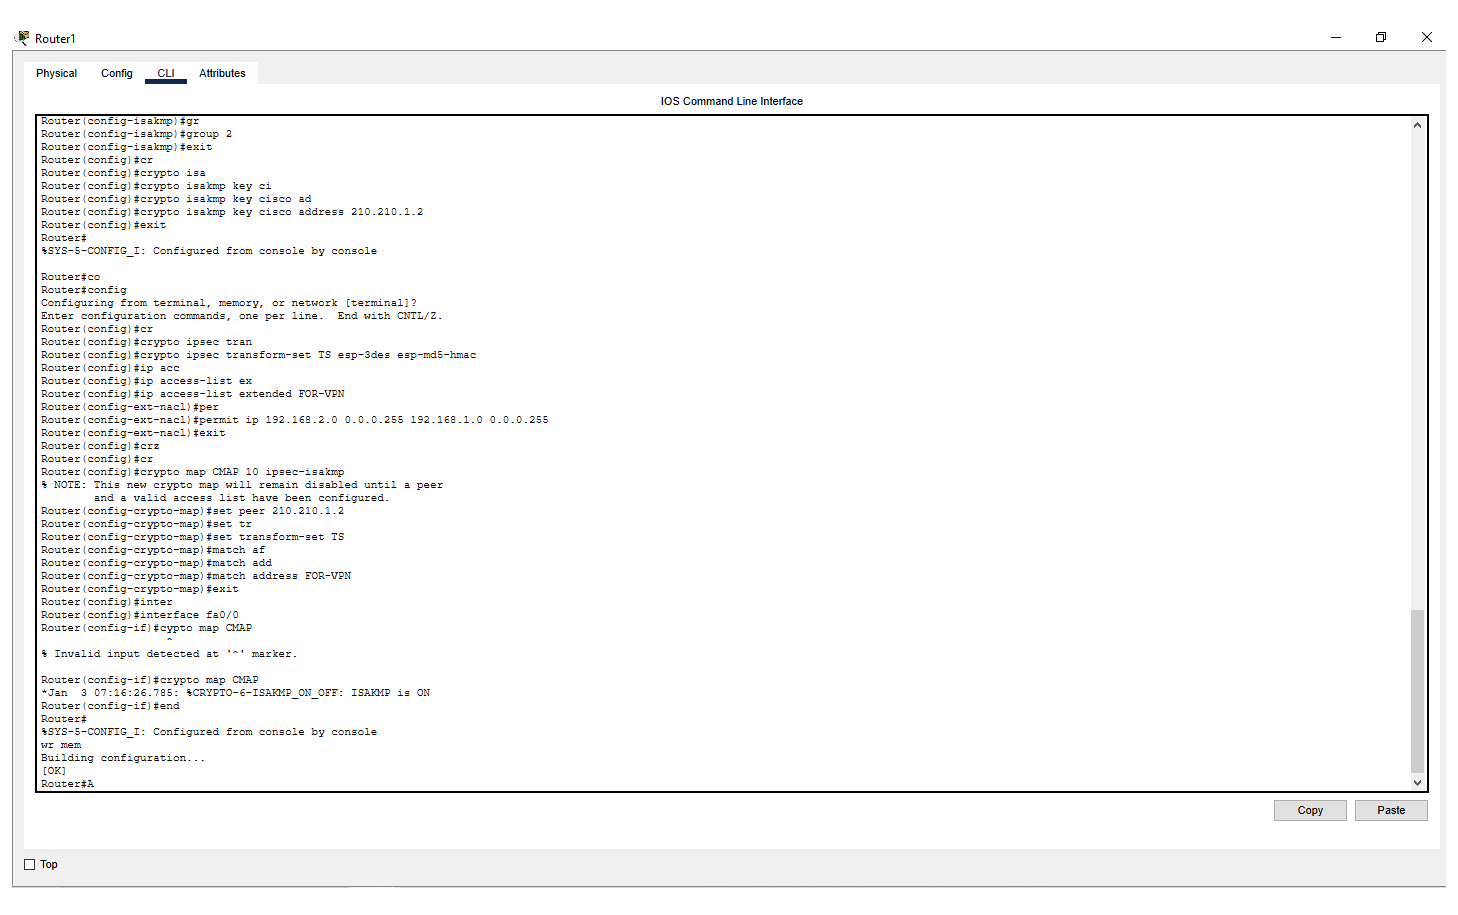 Router1
Physical Config CLI Attributes
IOS Command Line Interface
Router(config-isakmp)#gr
Router(config-isakmp)#group 2
Router(config-isakmp)#exit
Router(config)#cr
Router(config)#crypto isa
Router(config)#crypto isakmp key ci
Router(config)#crypto isakmp key cisco ad
Router(config)#crypto isakmp key cisco address 210.210.1.2
Router(config)#exit
Router#
%SYS-5-CONFIG_I: Configured from console by console
Router#co
Router#config
Configuring from terminal, memory, or network [terminal]?
Enter configuration commands, one per line.  End with CNTL/Z.
Router(config)#cr
Router(config)#crypto ipsec tran
Router(config)#crypto ipsec transform-set TS esp-3des esp-md5-hmac
Router(config)#ip acc
Router(config)#ip access-list ex
Router(config)#ip access-list extended FOR-VPN
Router(config-ext-nacl)#per
Router(config-ext-nacl)#permit ip 192.168.2.0 0.0.0.255 192.168.1.0 0.0.0.255
Router(config-ext-nacl)#exit
Router(config)#crz
Router(config)#cr
Router(config)#crypto map CMAP 10 ipsec-isakmp
% NOTE: This new crypto map will remain disabled until a peer
and a valid access list have been configured.
Router(config-crypto-map)#set peer 210.210.1.2
Router(config-crypto-map)#set tr
Router(config-crypto-map)#set transform-set TS
Router(config-crypto-map)#match af
Router(config-crypto-map)#match add
Router(config-crypto-map)#match address FOR-VPN
Router(config-crypto-map)#exit
Router(config)#inter
Router(config)#interface fa0/0
Router(config-if)#cypto map CMAP
^
% Invalid input detected at '^' marker.
Router(config-if)#crypto map CMAP
*Jan  3 07:16:26.785: %CRYPTO-6-ISAKMP_ON_OFF: ISAKMP is ON
Router(config-if)#end
Router#
%SYS-5-CONFIG_I: Configured from console by console
wr mem
Building configuration...
[OK]
Router#A
Copy Paste
Top